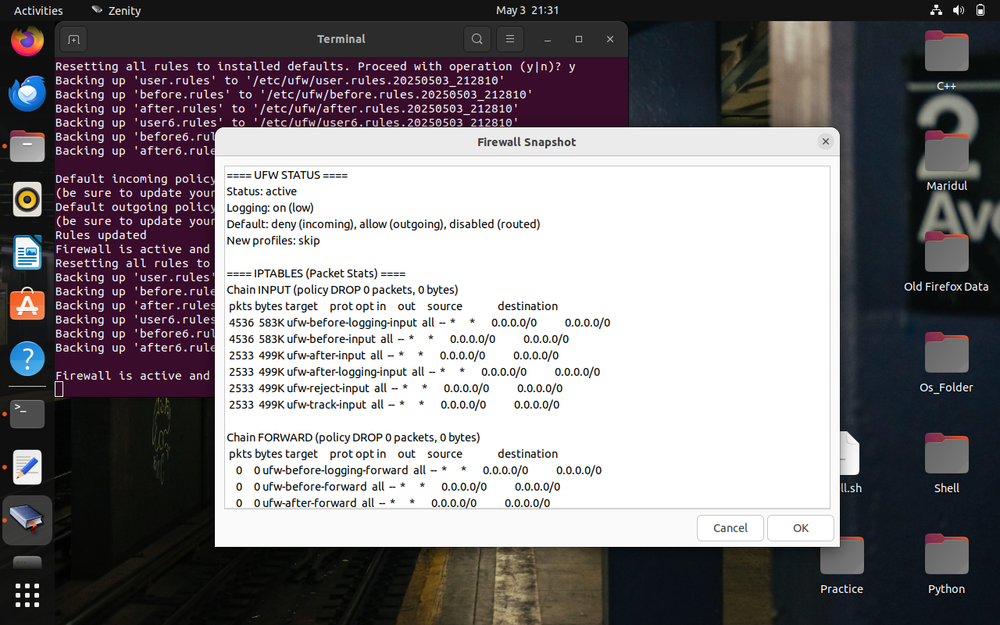 Activities
Zenity
May 3 21:31
Terminal
Resetting all rules to installed defaults. Proceed with operation (y|n)? y
Backing up 'user.rules' to '/etc/ufw/user.rules.20250503_212810'
Backing up 'before.rules' to '/etc/ufw/before.rules.20250503_212810'
Backing up 'after.rules' to '/etc/ufw/after.rules.20250503_212810'
Backing up 'user6.rules' to '/etc/ufw/user6.rules.20250503_212810'
Backing up 'before6.rul
Backing up 'after6.rule
Default incoming policy
(be sure to update your
Default outgoing policy
(be sure to update your
Rules updated
Firewall is active and
Resetting all rules to
Backing up 'user.rules'
Backing up 'before.rule
Backing up 'after.rules
Backing up 'user6.rules
Backing up 'before6.rul
Backing up 'after6.rule
Firewall is active and
Firewall Snapshot
==== UFW STATUS ====
Status: active
Logging: on (low)
Default: deny (incoming), allow (outgoing), disabled (routed)
New profiles: skip
==== IPTABLES (Packet Stats) ====
Chain INPUT (policy DROP 0 packets, 0 bytes)
pkts bytes target prot opt in out source destination
4536 583K ufw-before-logging-input all -- * * 0.0.0.0/0 0.0.0.0/0
4536 583K ufw-before-input all -- * * 0.0.0.0/0 0.0.0.0/0
2533 499K ufw-after-input all -- * * 0.0.0.0/0 0.0.0.0/0
2533 499K ufw-after-logging-input all -- * * 0.0.0.0/0 0.0.0.0/0
2533 499K ufw-reject-input all -- * * 0.0.0.0/0 0.0.0.0/0
2533 499K ufw-track-input all -- * * 0.0.0.0/0 0.0.0.0/0
Chain FORWARD (policy DROP 0 packets, 0 bytes)
pkts bytes target prot opt in out source destination
0 0 ufw-before-logging-forward all -- * * 0.0.0.0/0 0.0.0.0/0
0 0 ufw-before-forward all -- * * 0.0.0.0/0 0.0.0.0/0
0 0 ufw-after-forward all -- * * 0.0.0.0/0 0.0.0.0/0
Cancel
OK
C++
2
Maridul
Ave
Old Firefox Data
Os_Folder
ell.sh
Shell
Practice
Python